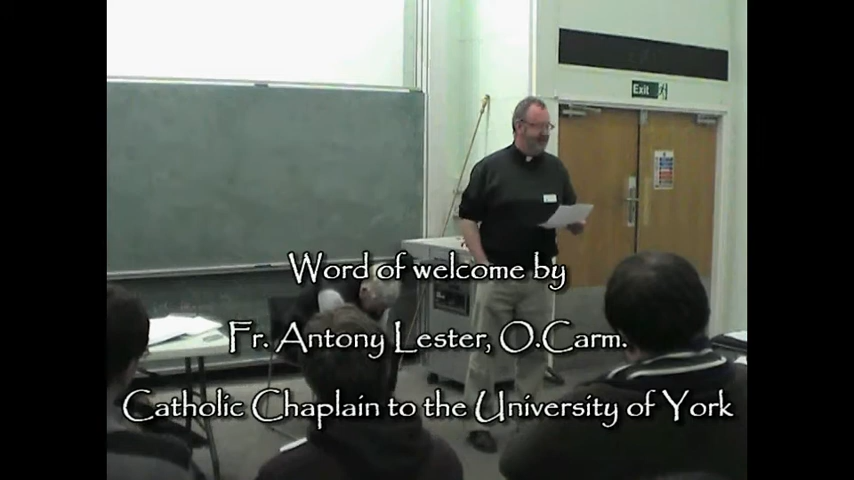 Exit
Word of welcome by
Fr. Antony Lester, O.Carm.
Catholic Chaplain to the University of York